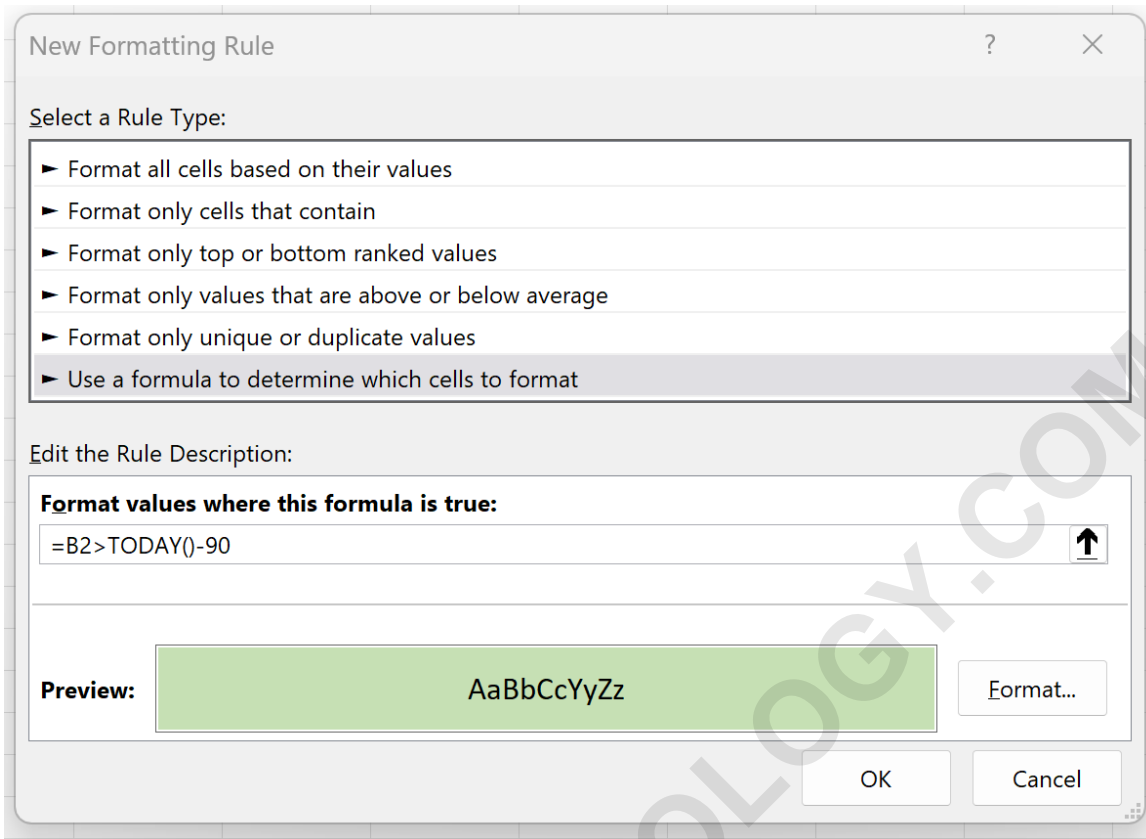 New Formatting Rule
?
Select a Rule Type:
► Format all cells based on their values
► Format only cells that contain
► Format only top or bottom ranked values
► Format only values that are above or below average
► Format only unique or duplicate values
► Use a formula to determine which cells to format
Edit the Rule Description:
Format values where this formula is true:
=B2>TODAY()-90
Preview:
AaBbCcYyZz
Format...
OK
Cancel
OLOGY.COM